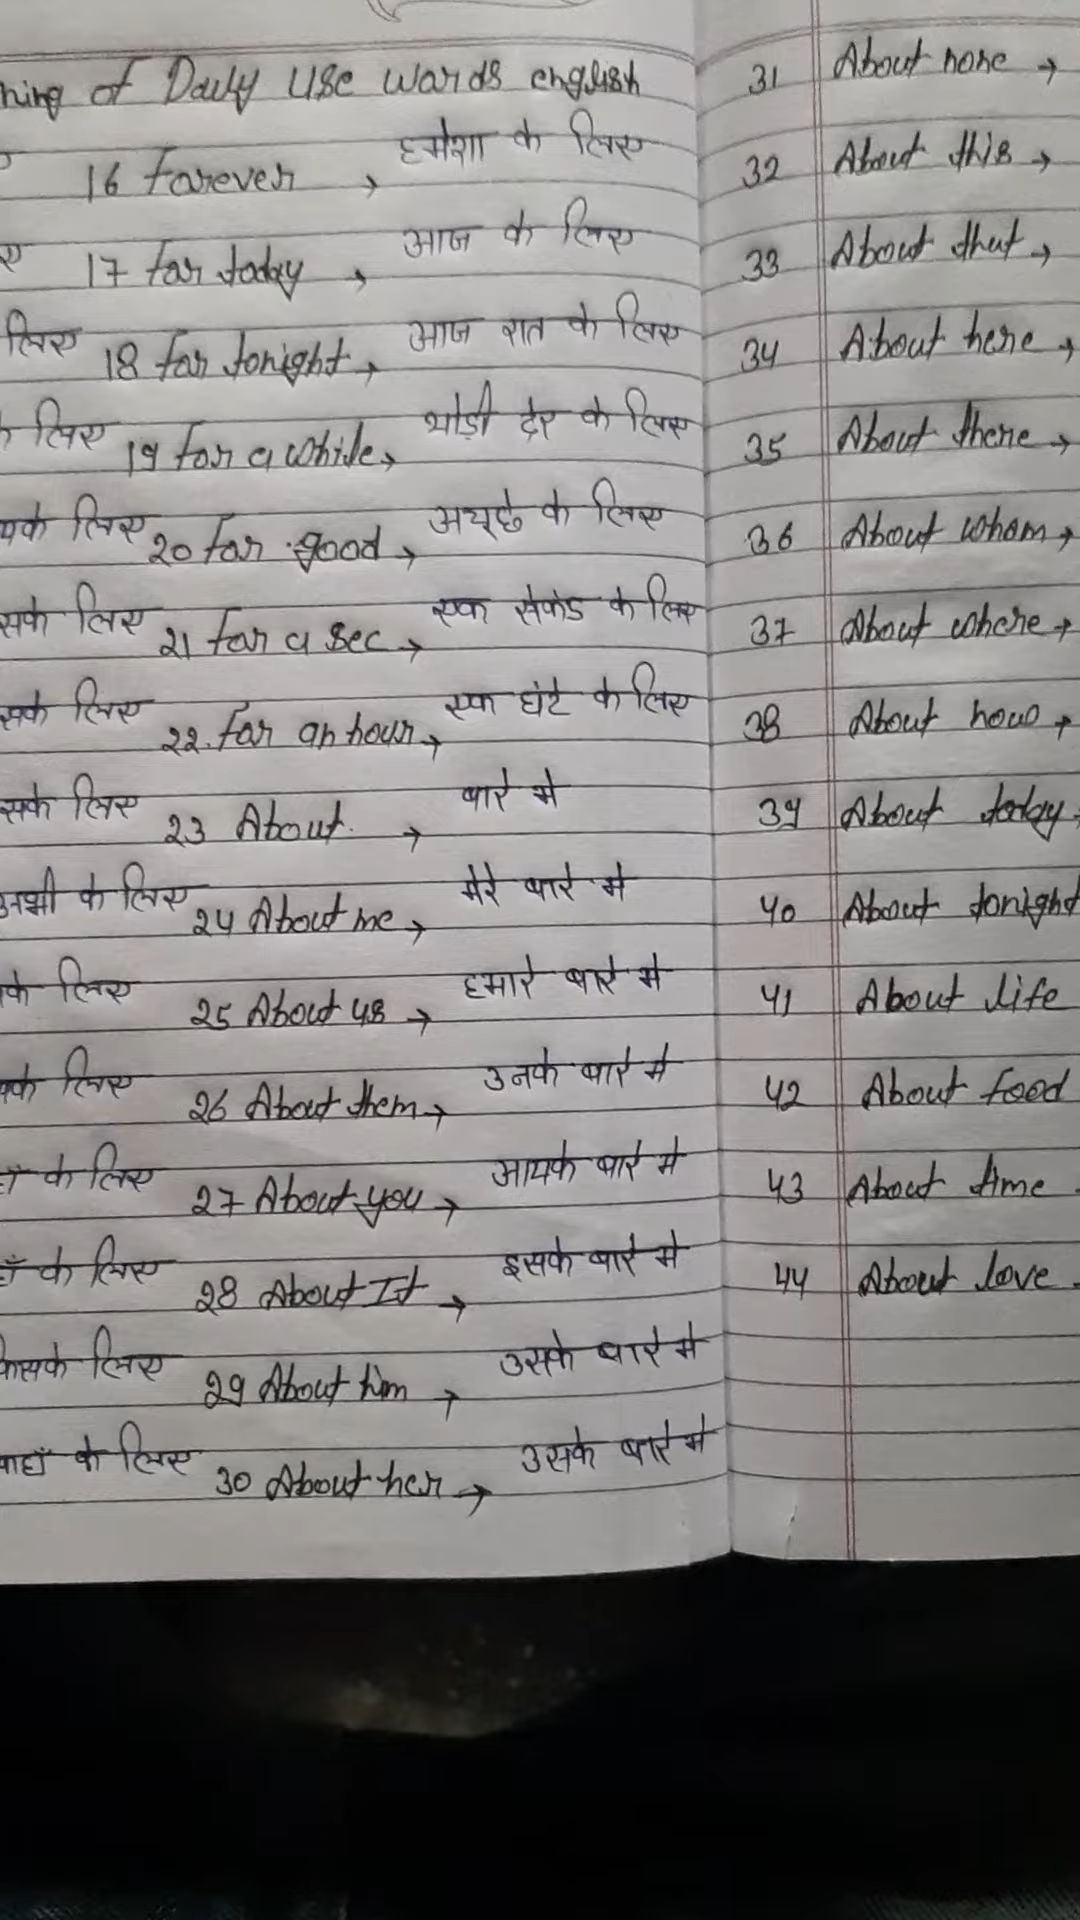 of Daily Use words english
16 forever → हमेशा के लिए
17 for today → आज के लिए
लिए 18 for tonight → आज रात के लिए
के लिए 19 for a while → थोड़ी देर के लिए
के लिए 20 for good → अच्छे के लिए
सके लिए 21 for a sec → एक सेकंड के लिए
सके लिए 22. for an hour → एक घंटे के लिए
सके लिए 23 About. → बारे मे
के लिए 24 About me → मेरे बारे मे
के लिए 25 About us → हमारे बारे मे
के लिए 26 About them → उनके बारे मे
के लिए 27 About you → आपके बारे मे
के लिए 28 About It → इसके बारे मे
के लिए 29 About him → उसके बारे मे
के लिए 30 About her → उसके बारे मे
31 About none →
32 About this →
33 About that →
34 About here →
35 About there →
36 About whom →
37 About where →
38 About how →
39 About today
40 About tonight
41 About life
42 About food
43 About time
44 About love